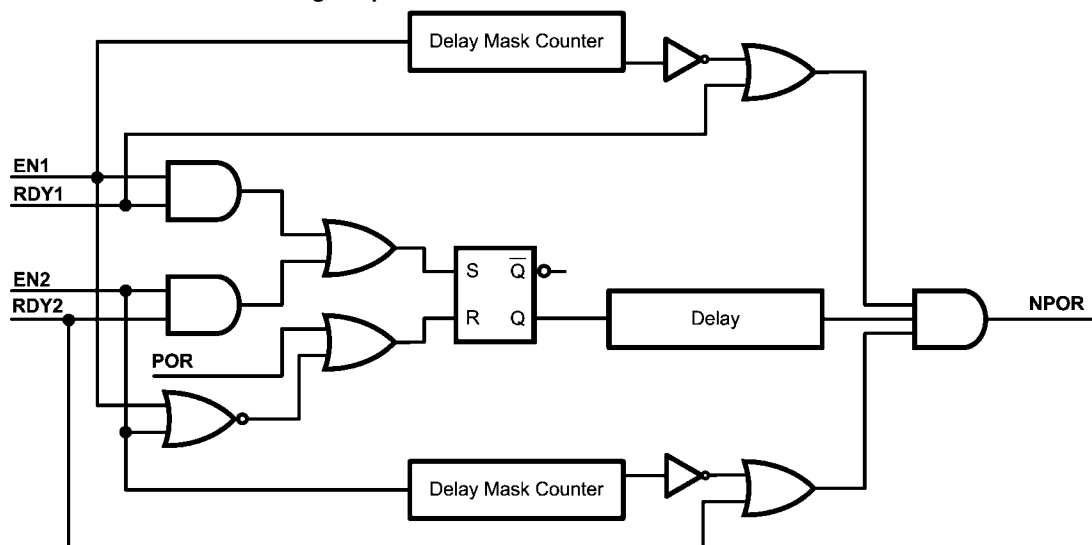 Delay Mask Counter
EN1
RDY1
EN2
RDY2
S Q
R Q
Delay
NPOR
POR
Delay Mask Counter